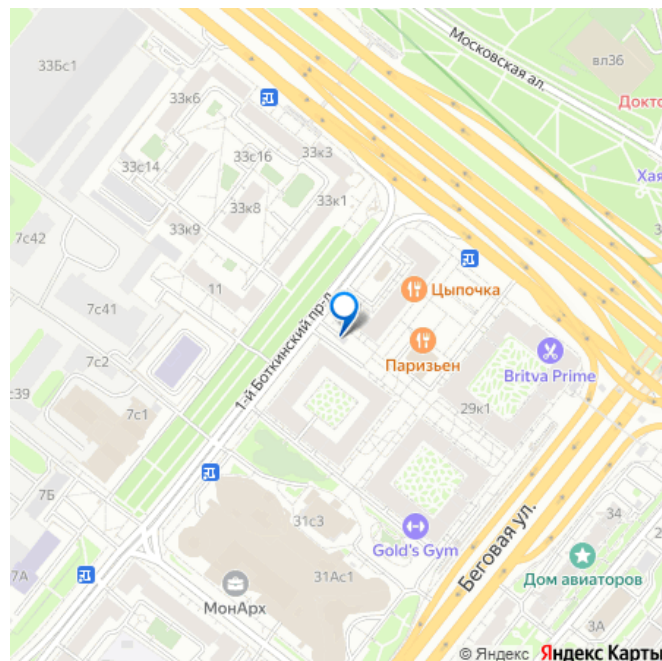 33Бс1
Московская ал.
вл36
33к6
33с14
33с16
33к3
33к8
33к1
33к9
7с42
Цыпочка
11
7с41
1-й Боткинский пр-д
Паризьен
Britva Prime
7с2
с39
7с1
29к1
7Б
31с3
Gold's Gym
Беговая ул.
34
Дом авиаторов
7А
31Ас1
МонАрх
3А
© Яндекс Яндекс Карты